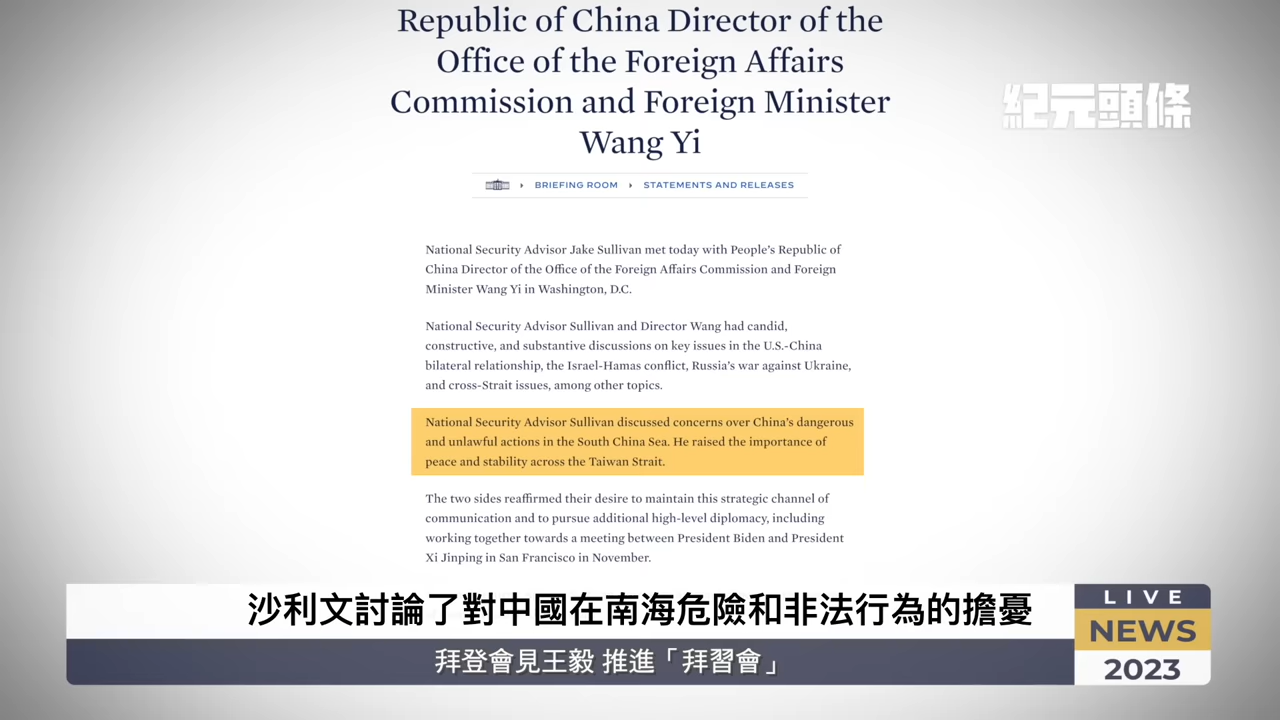 Republic of China Director of the
Office of the Foreign Affairs
Commission and Foreign Minister
Wang Yi
紀元頭條
BRIEFING ROOM › STATEMENTS AND RELEASES
National Security Advisor Jake Sullivan met today with People's Republic of
China Director of the Office of the Foreign Affairs Commission and Foreign
Minister Wang Yi in Washington, D.C.
National Security Advisor Sullivan and Director Wang had candid,
constructive, and substantive discussions on key issues in the U.S.-China
bilateral relationship, the Israel-Hamas conflict, Russia's war against Ukraine,
and cross-Strait issues, among other topics.
National Security Advisor Sullivan discussed concerns over China's dangerous
and unlawful actions in the South China Sea. He raised the importance of
peace and stability across the Taiwan Strait.
The two sides reaffirmed their desire to maintain this strategic channel of
communication and to pursue additional high-level diplomacy, including
working together towards a meeting between President Biden and President
Xi Jinping in San Francisco in November.
沙利文討論了對中國在南海危險和非法行為的擔憂
拜登會見王毅 推進「拜習會」
LIVE
NEWS
2023